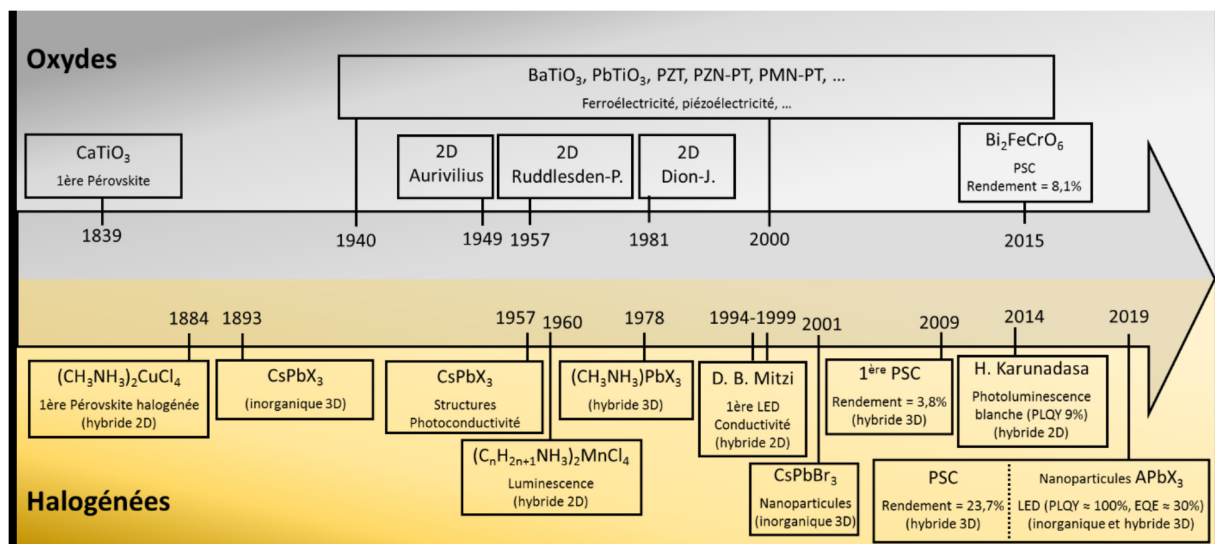 Oxydes
BaTiO₃, PbTiO₃, PZT, PZN-PT, PMN-PT, ...
Ferroélectricité, piézoélectricité, ...
CaTiO₃
1ère Pérovskite
2D
Aurivilius
2D
Ruddlesden-P.
2D
Dion-J.
Bi₂FeCrO₆
PSC
Rendement = 8,1%
1839
1940
1949
1957
1981
2000
2015
1884
1893
1957
1960
1978
1994-1999
2001
2009
2014
2019
(CH₃NH₃)₂CuCl₄
1ère Pérovskite halogénée
(hybride 2D)
CsPbX₃
(inorganique 3D)
CsPbX₃
Structures
Photoconductivité
(CₙH₂ₙ₊₁NH₃)₂MnCl₄
Luminescence
(hybride 2D)
(CH₃NH₃)PbX₃
(hybride 3D)
D. B. Mitzi
1ère LED
Conductivité
(hybride 2D)
CsPbBr₃
Nanoparticules
(inorganique 3D)
1ère PSC
Rendement = 3,8%
(hybride 3D)
H. Karunadasa
Photoluminescence
blanche (PLQY 9%)
(hybride 2D)
PSC
Rendement = 23,7%
(hybride 3D)
Nanoparticules APbX₃
LED (PLQY ≈ 100%, EQE ≈ 30%)
(inorganique et hybride 3D)
Halogénées